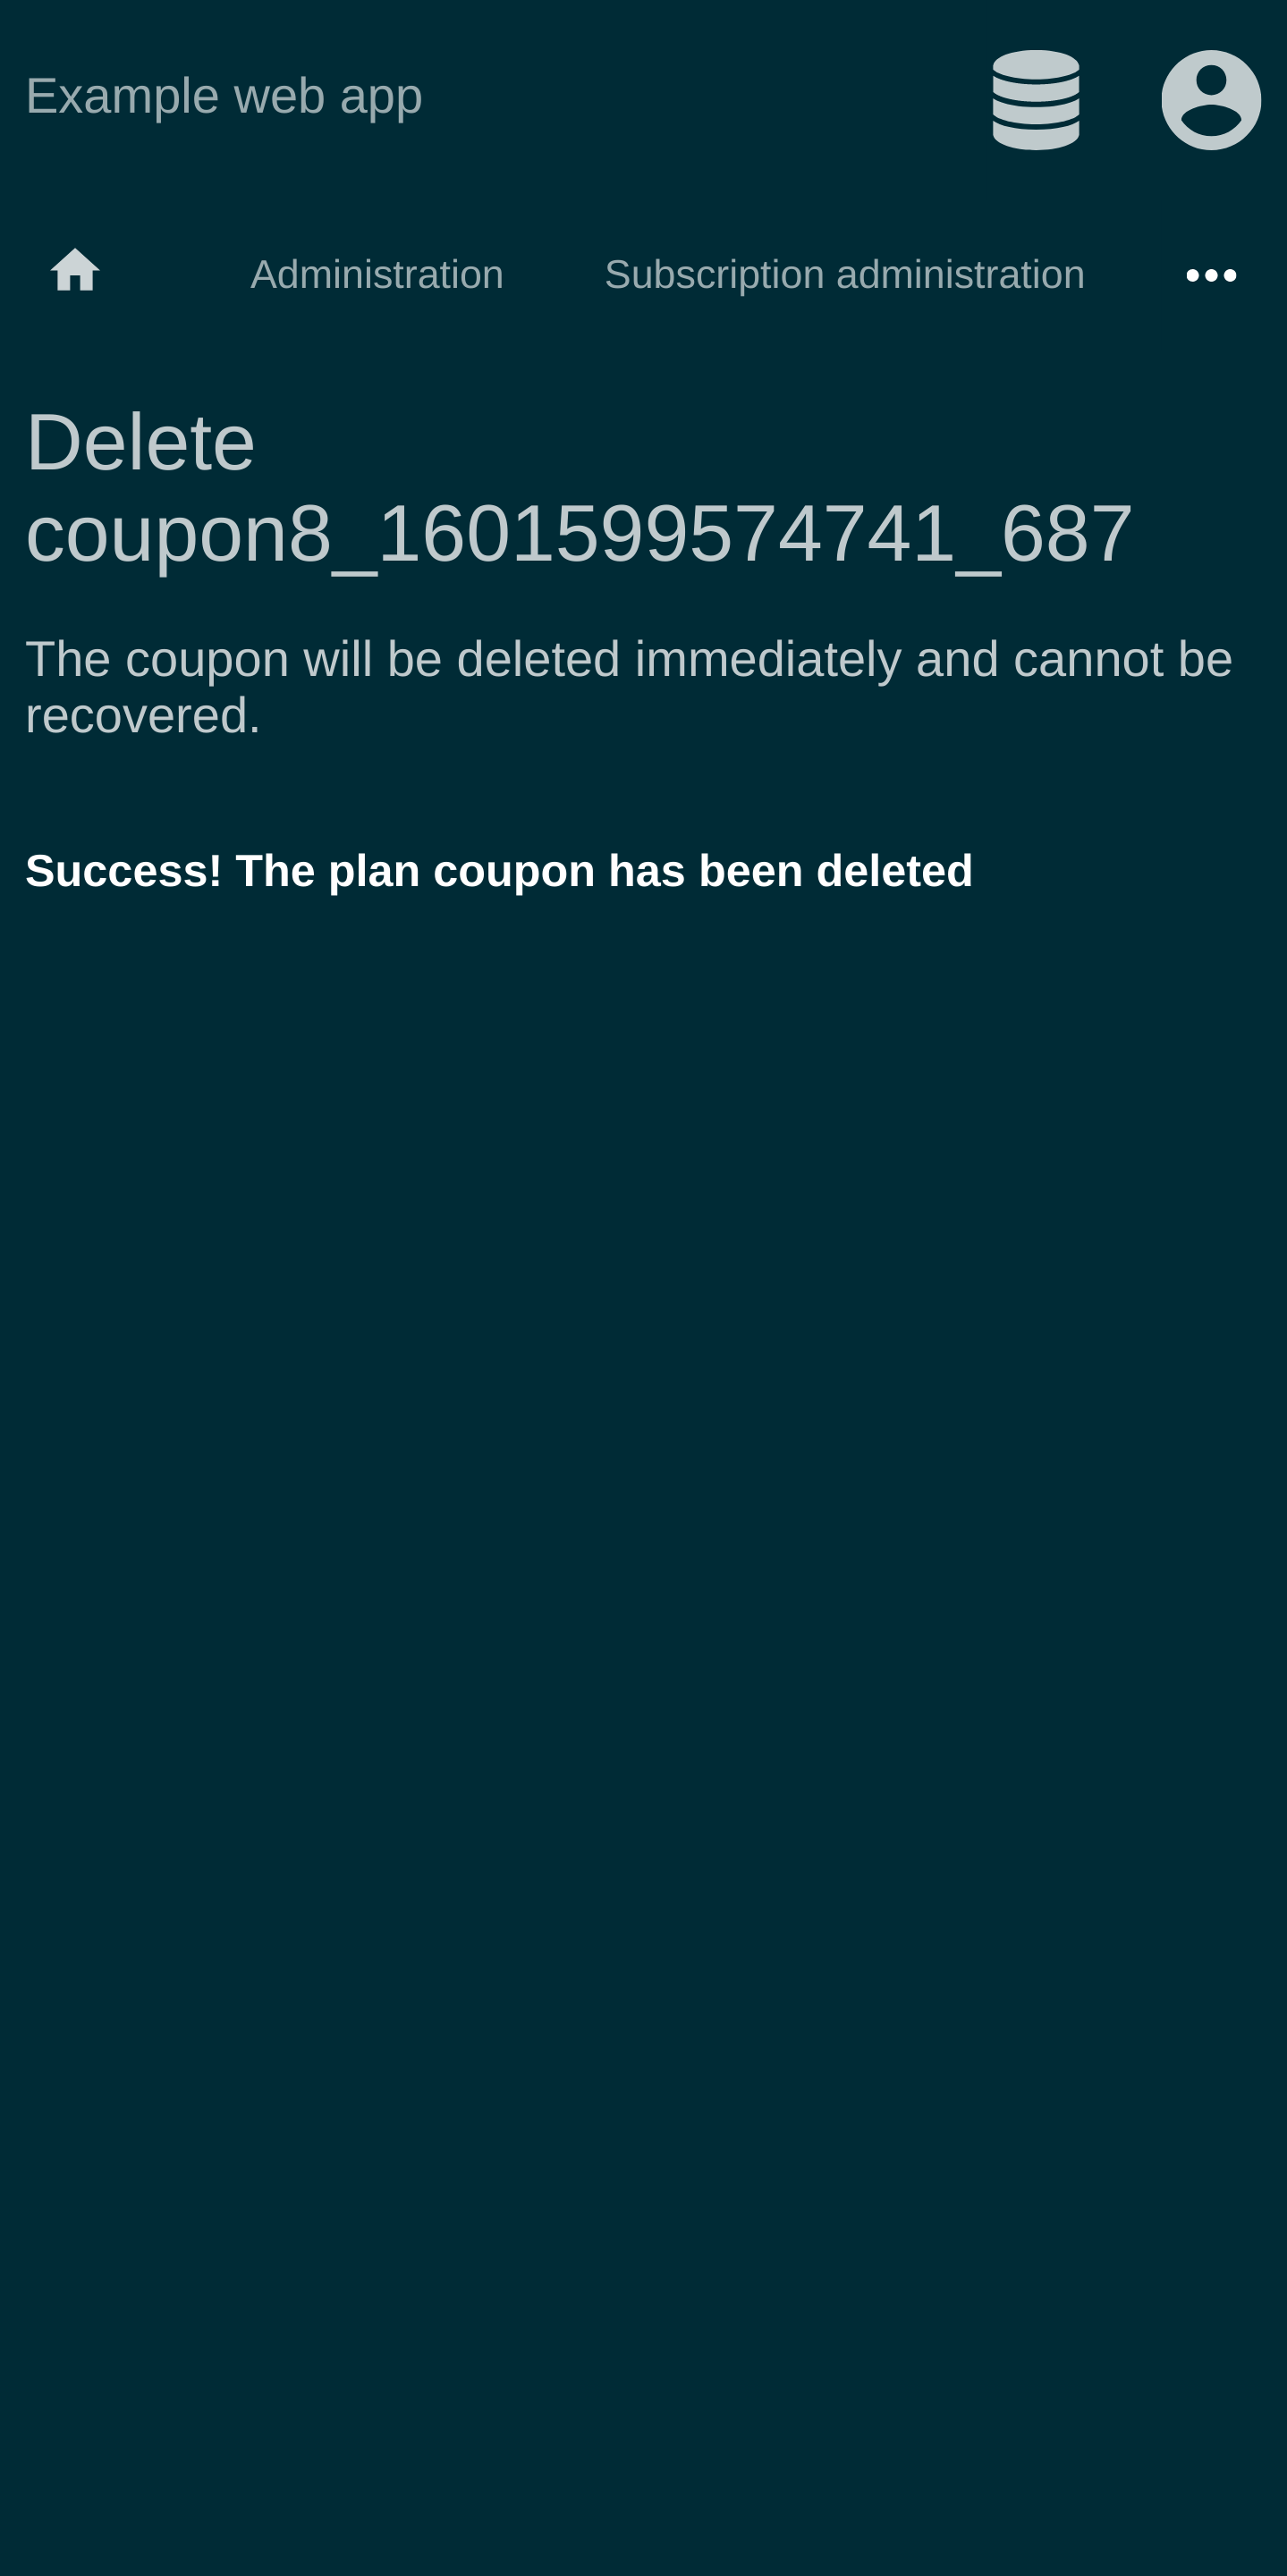 Example web app
Administration Subscription administration
Delete
coupon8_1601599574741_687
The coupon will be deleted immediately and cannot be
recovered.
Success! The plan coupon has been deleted